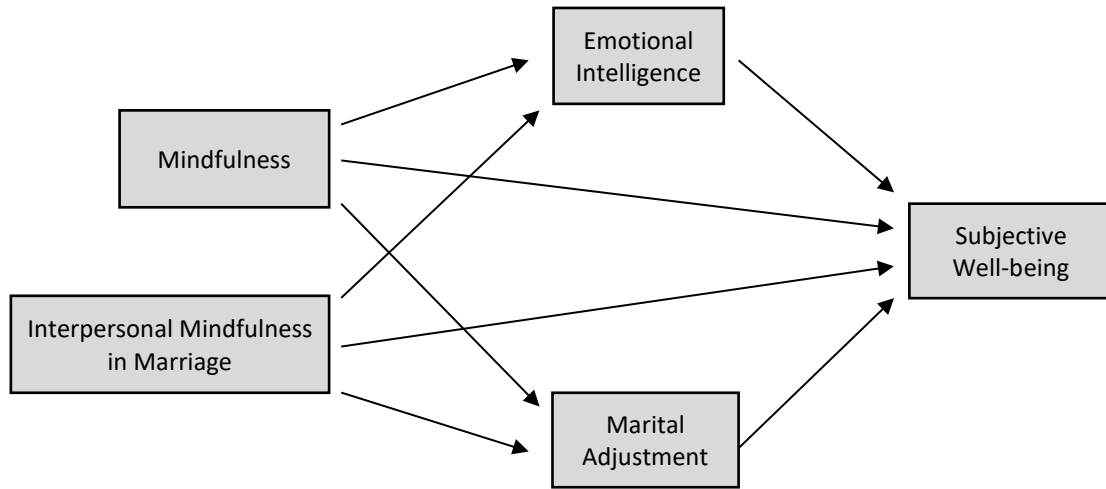 Emotional
Intelligence
Mindfulness
Subjective
Well-being
Interpersonal Mindfulness
in Marriage
Marital
Adjustment